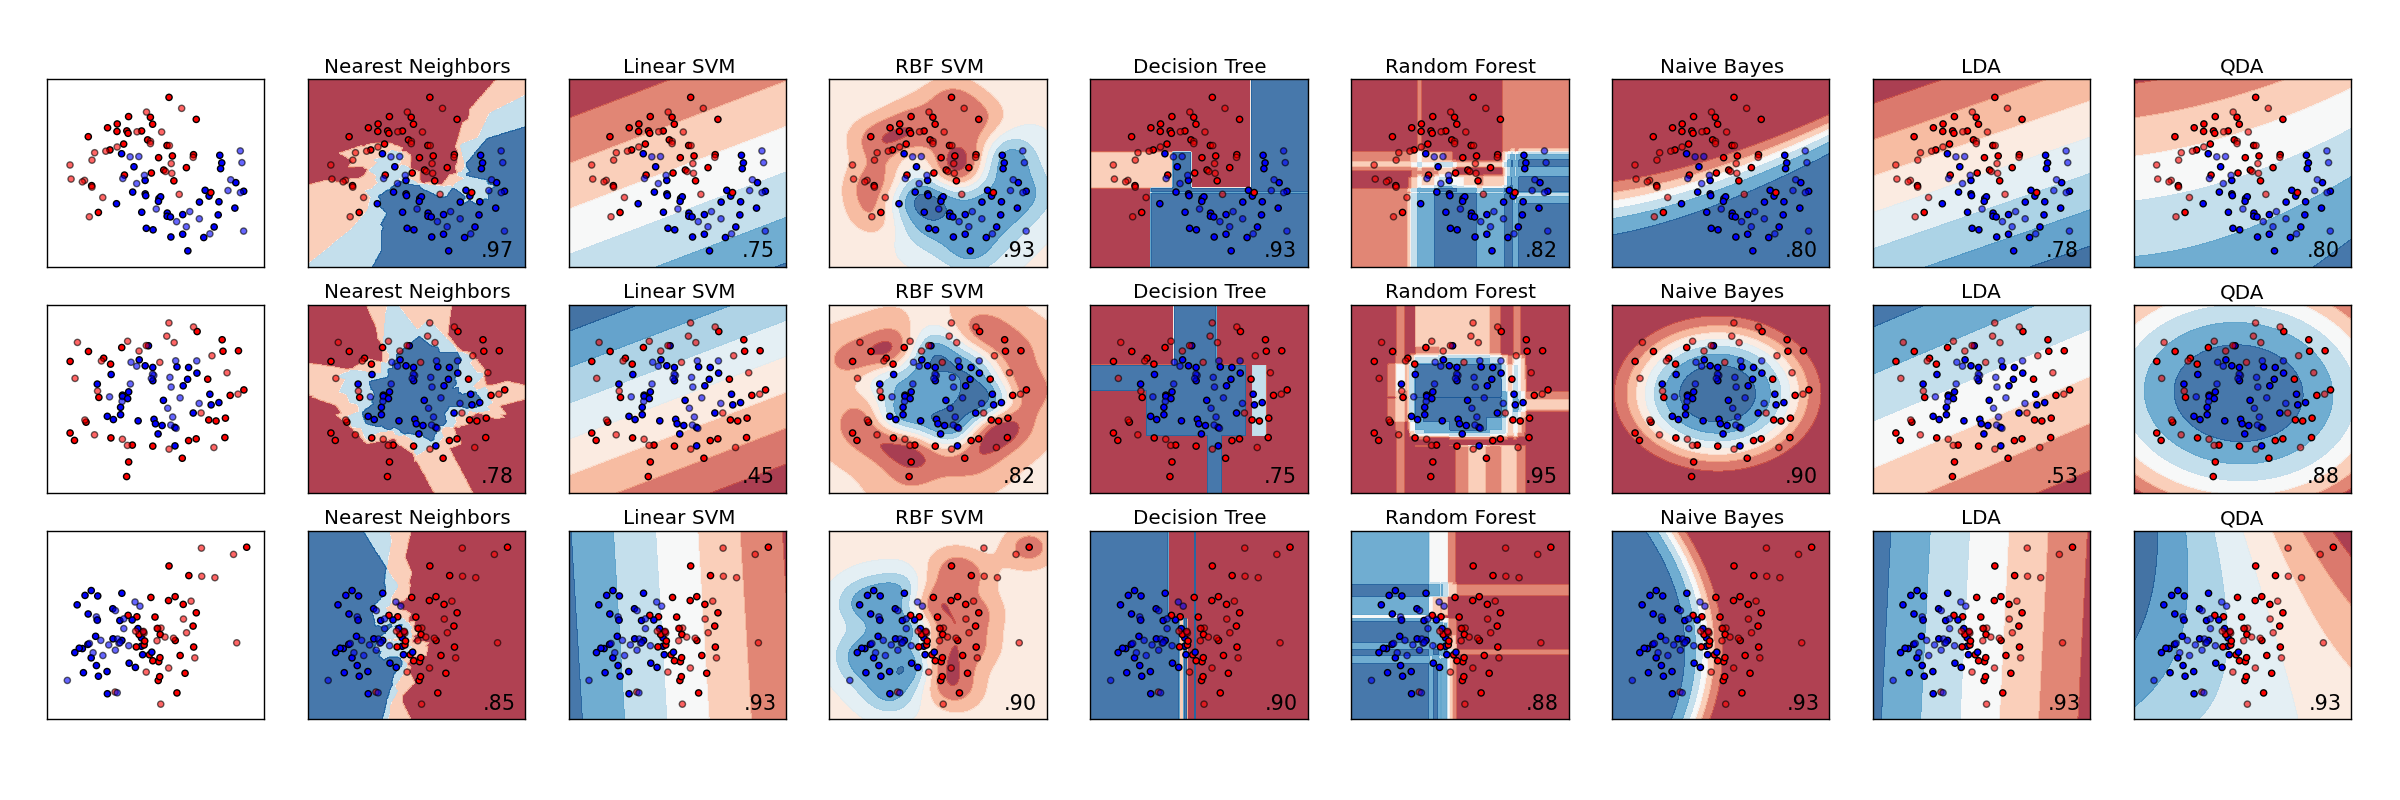 Nearest Neighbors Linear SVM RBF SVM Decision Tree Random Forest Naive Bayes LDA QDA
.97 .75 .93 .93 .82 .80 .78 .80
Nearest Neighbors Linear SVM RBF SVM Decision Tree Random Forest Naive Bayes LDA QDA
.78 .45 .82 .75 .95 .90 .53 .88
Nearest Neighbors Linear SVM RBF SVM Decision Tree Random Forest Naive Bayes LDA QDA
.85 .93 .90 .90 .88 .93 .93 .93